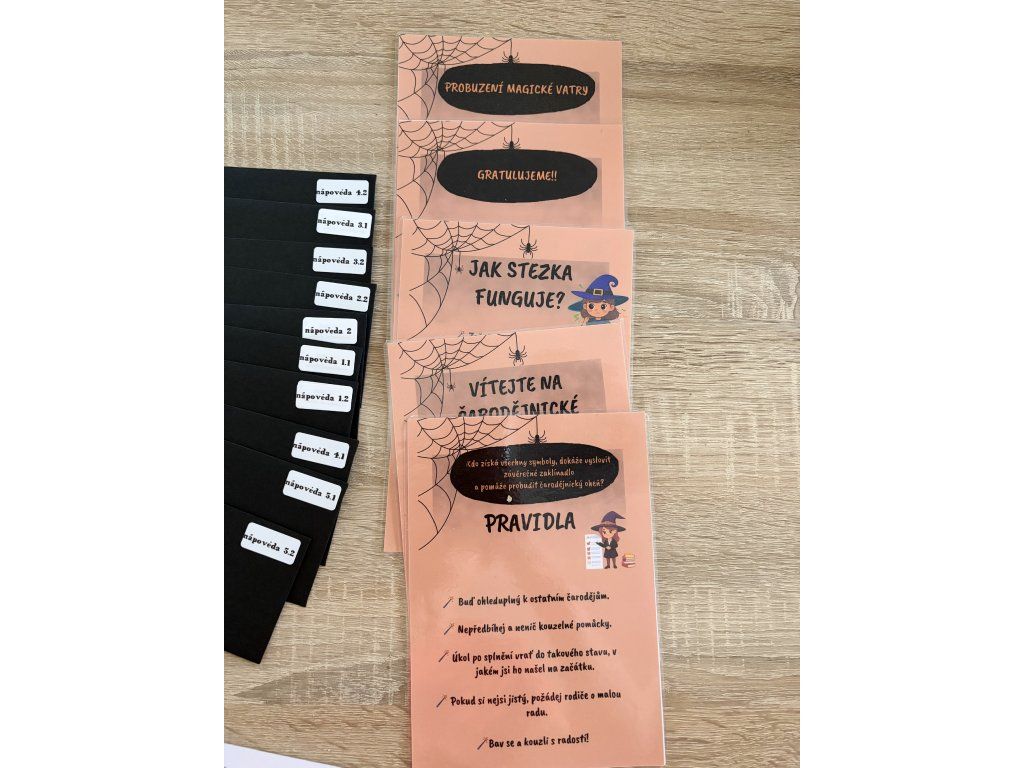 PROBUZENÍ MAGICKÉ VATRY
GRATULUJEME!!
JAK STEZKA
FUNGUJE?
VÍTEJTE NA
ČARODĚJNICKÉ
Kdo získá všechny symboly, dokáže vyslovit
závěrečné zaklínadlo
a pomáže probudit čarodějnický oheň?
PRAVIDLA
Buď ohleduplný k ostatním čarodějům.
Nepředbíhej a nenič kouzelné pomůcky.
Úkol po splnění vrať do takového stavu, v
jakém jsi ho našel na začátku.
Pokud si nejsi jistý, požádej rodiče o malou
radu.
Bav se a kouzli s radostí!
nápověda 4.2
nápověda 3.1
nápověda 3.2
nápověda 2.2
nápověda 2
nápověda 1.1
nápověda 1.2
nápověda 4.1
nápověda 5.1
nápověda 5.2